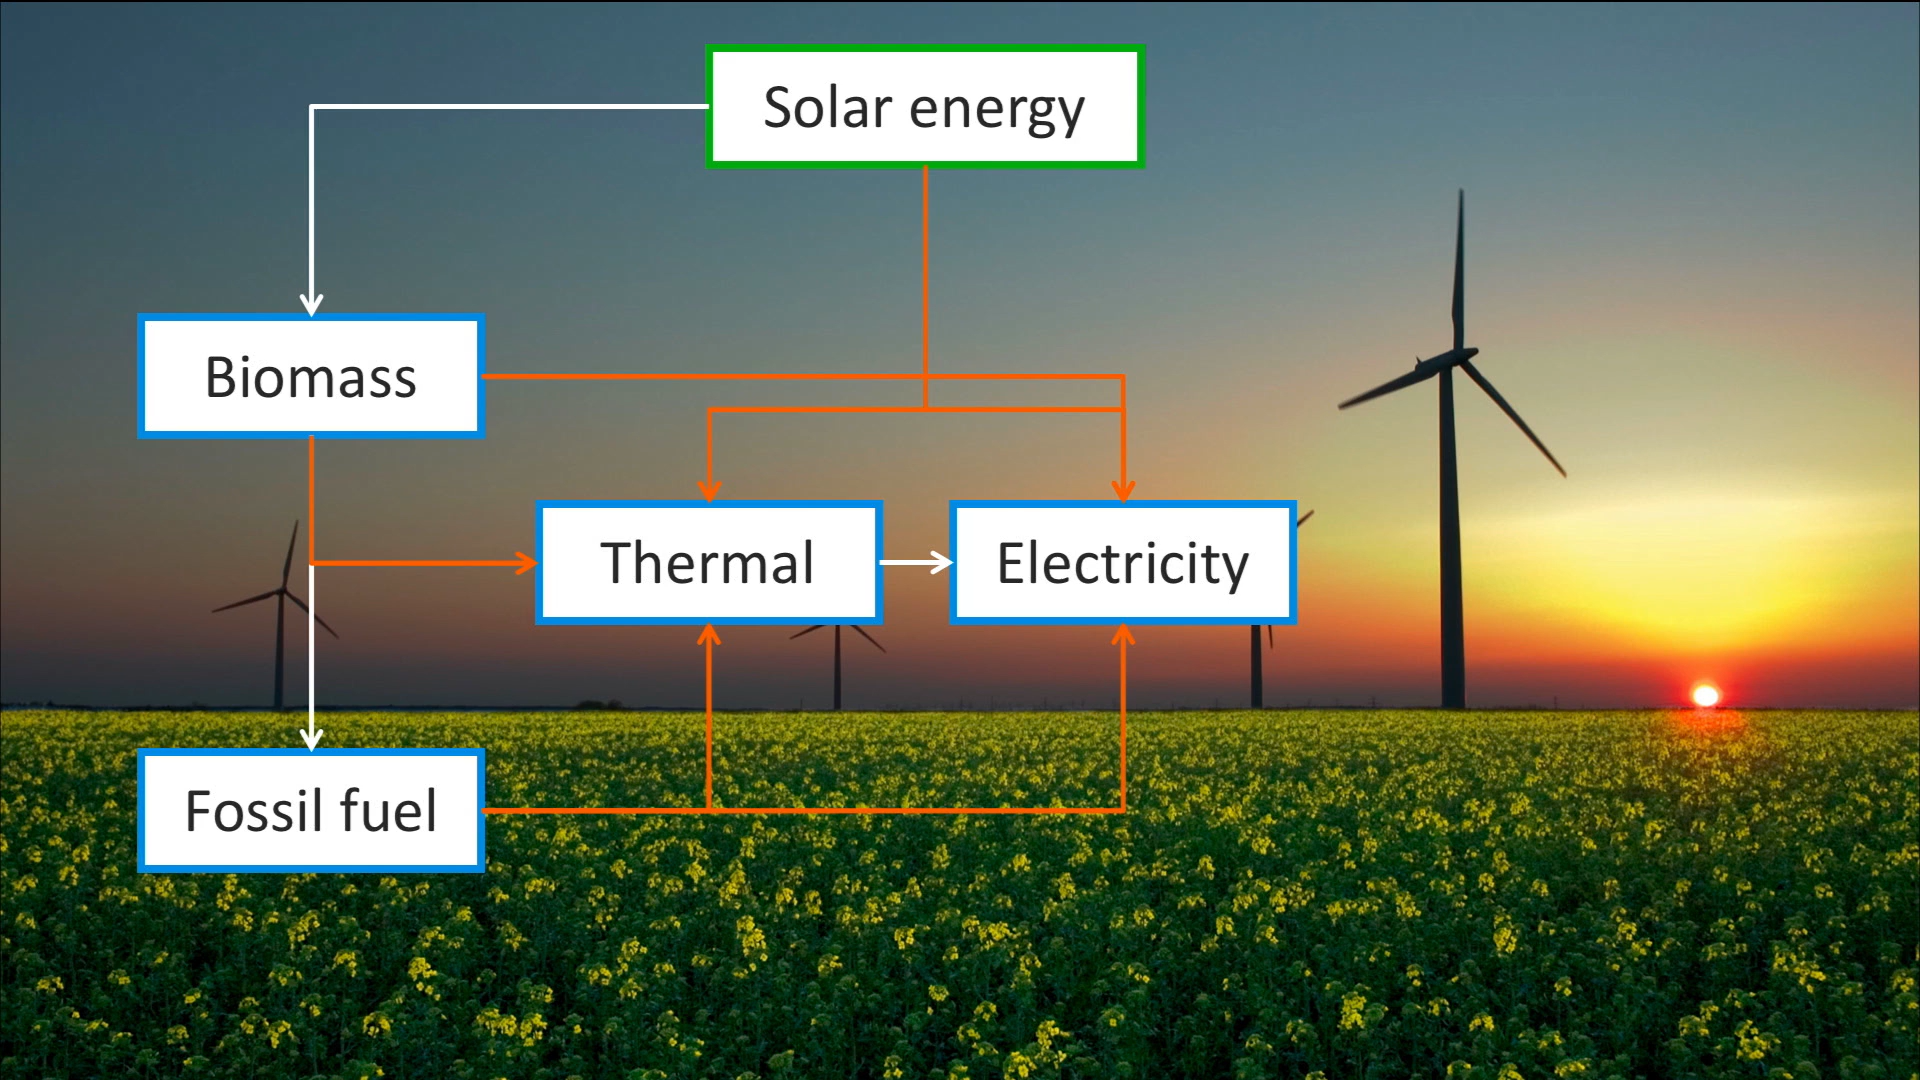 Solar energy
Biomass
Thermal
Electricity
Fossil fuel